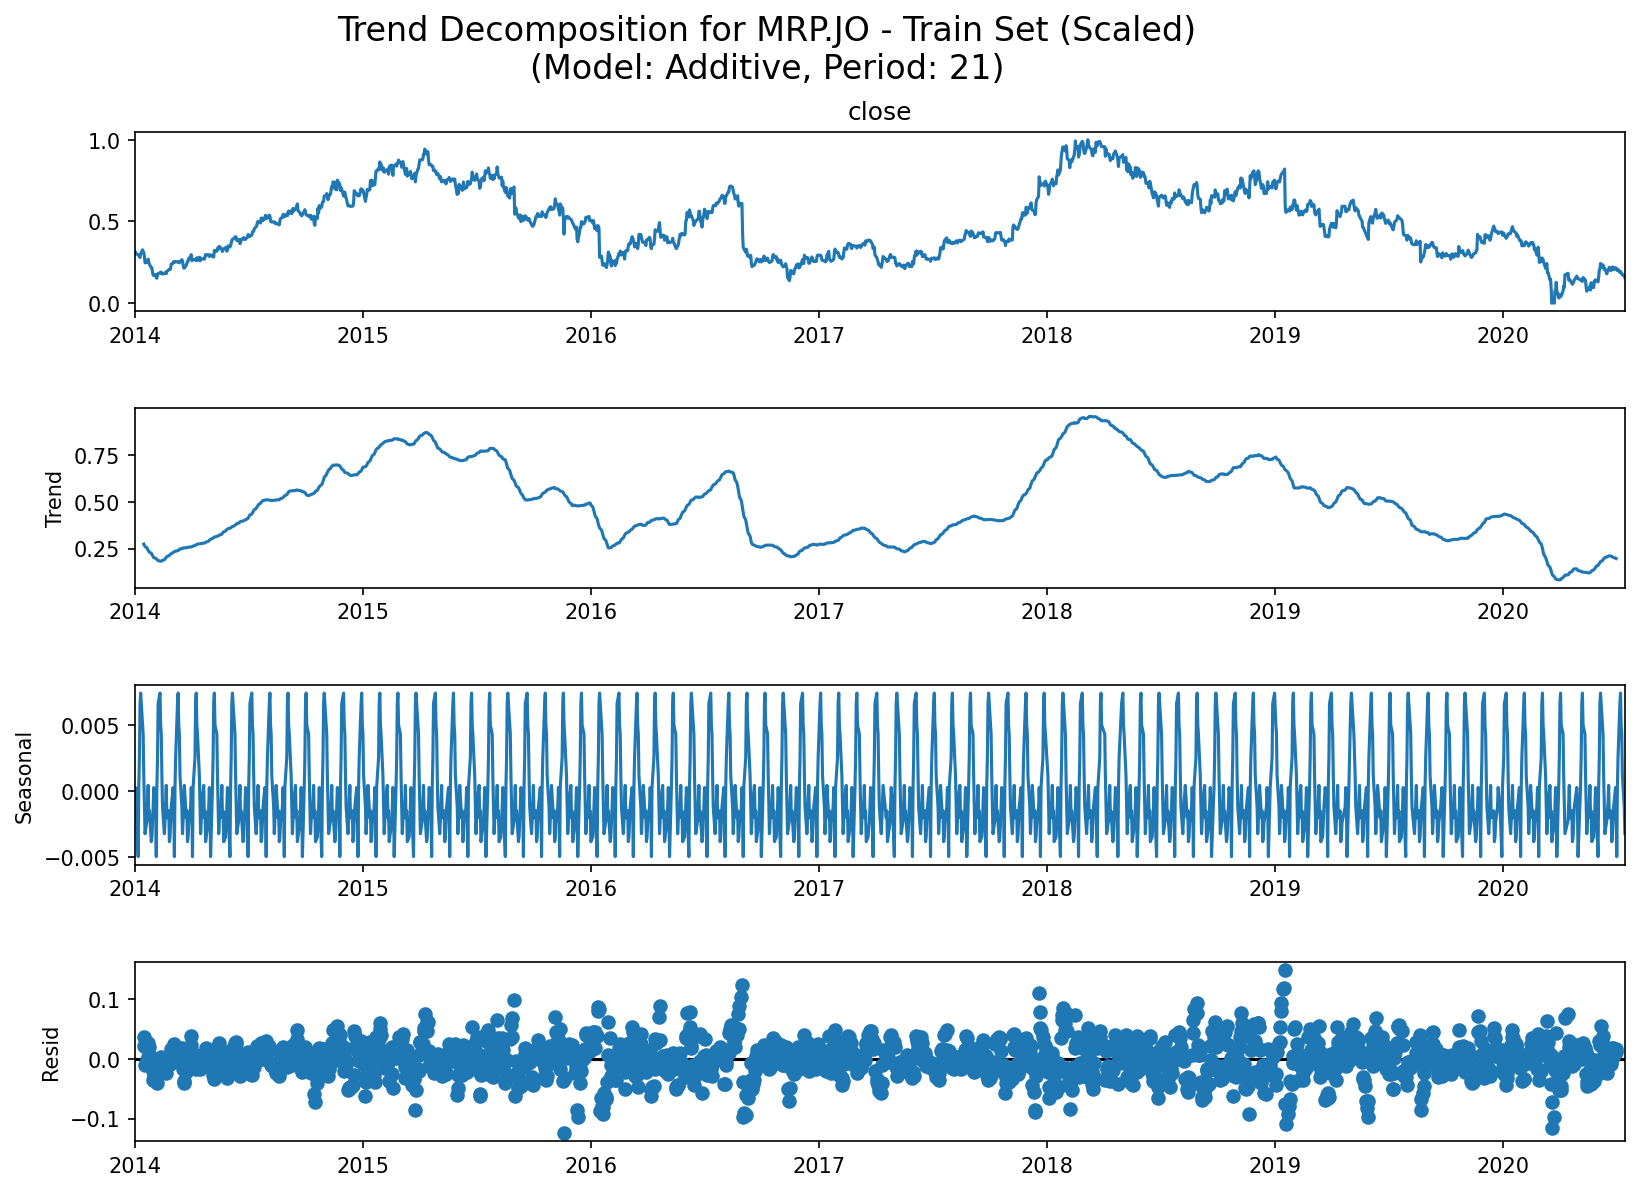 Trend Decomposition for MRP.JO - Train Set (Scaled)
(Model: Additive, Period: 21)
close
1.0
0.5
0.0
2014 2015 2016 2017 2018 2019 2020
Trend
0.75
0.50
0.25
2014 2015 2016 2017 2018 2019 2020
Seasonal
0.005
0.000
−0.005
2014 2015 2016 2017 2018 2019 2020
Resid
0.1
0.0
−0.1
2014 2015 2016 2017 2018 2019 2020